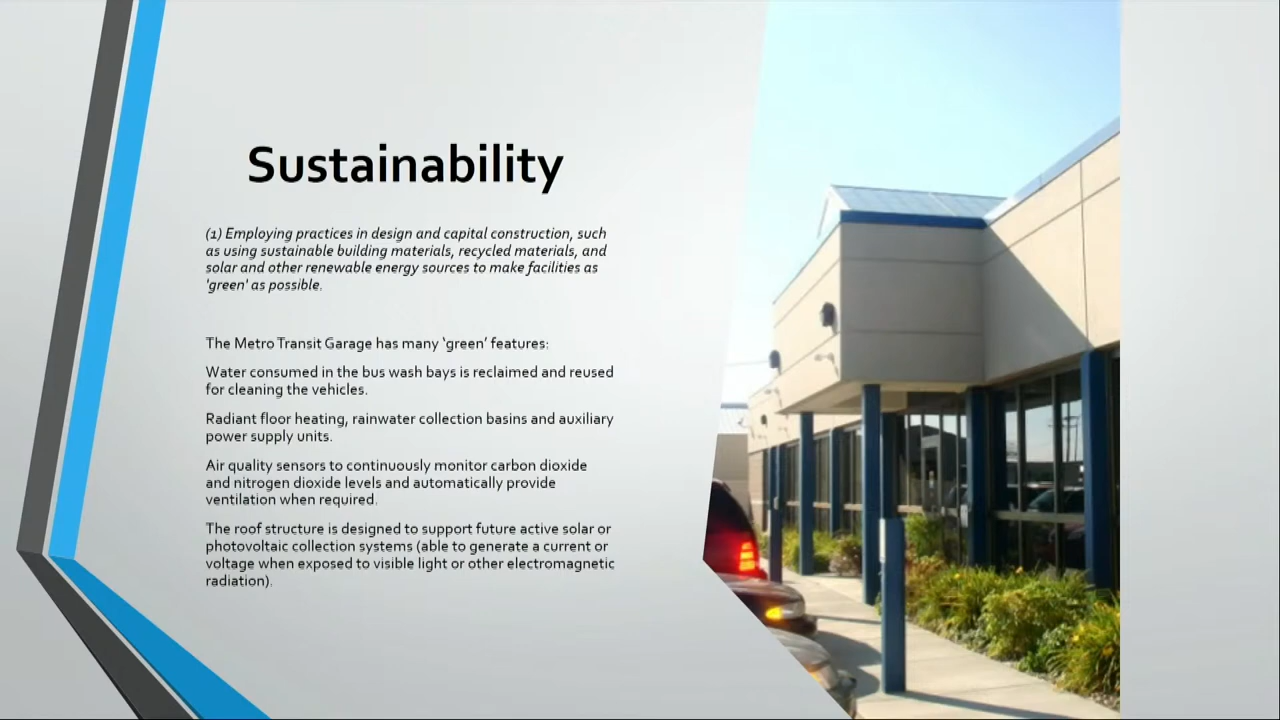 Sustainability
(1) Employing practices in design and capital construction, such
as using sustainable building materials, recycled materials, and
solar and other renewable energy sources to make facilities as
'green' as possible.
The Metro Transit Garage has many ‘green’ features:
Water consumed in the bus wash bays is reclaimed and reused
for cleaning the vehicles.
Radiant floor heating, rainwater collection basins and auxiliary
power supply units.
Air quality sensors to continuously monitor carbon dioxide
and nitrogen dioxide levels and automatically provide
ventilation when required.
The roof structure is designed to support future active solar or
photovoltaic collection systems (able to generate a current or
voltage when exposed to visible light or other electromagnetic
radiation).